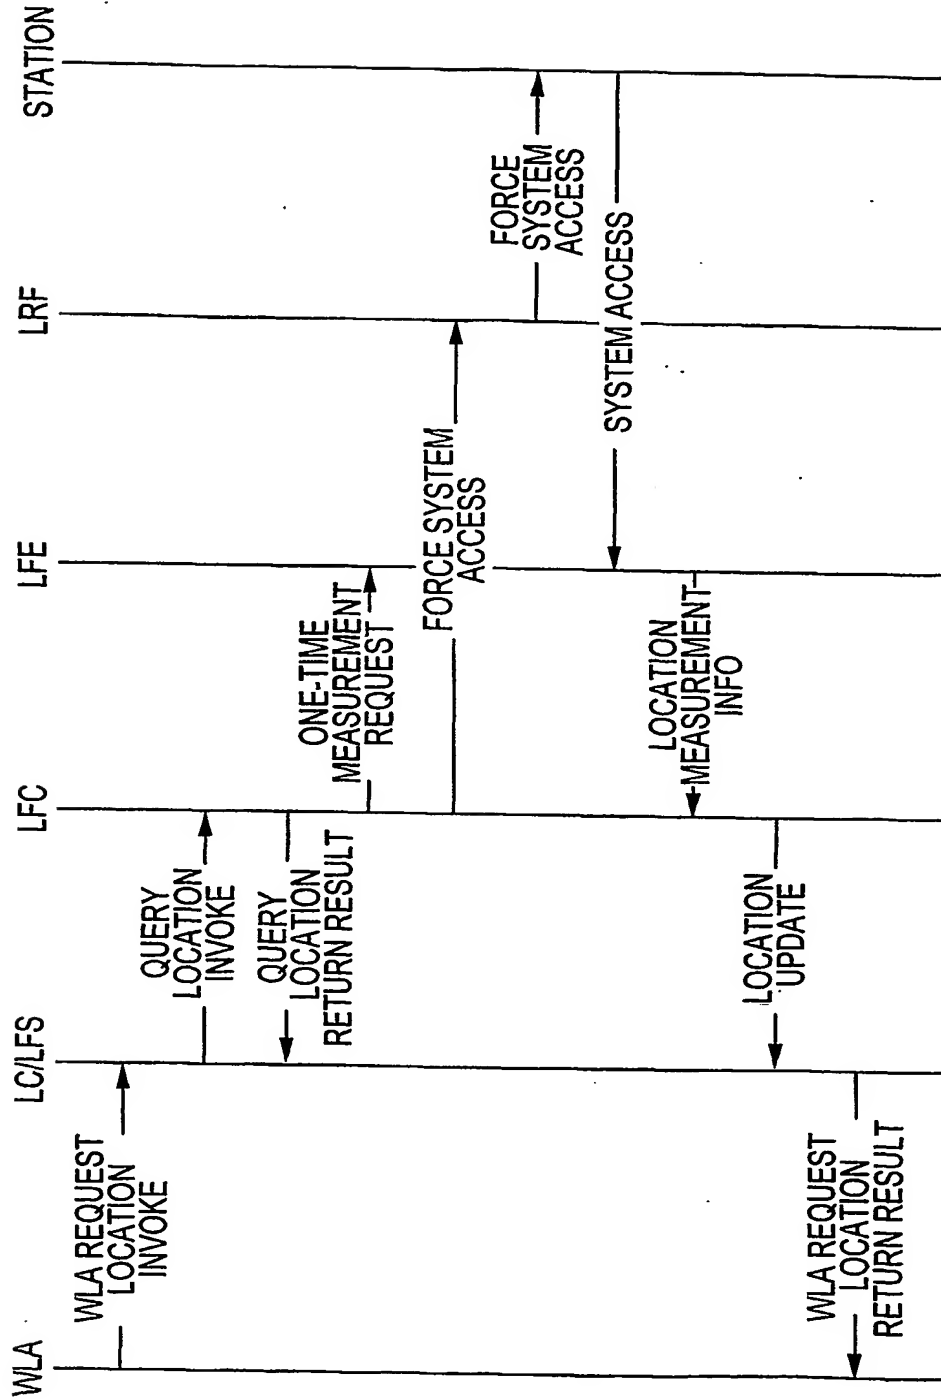 WLA
LC/LFS
LFC
LFE
LRF
STATION
WLA REQUEST
LOCATION
INVOKE
QUERY
LOCATION
INVOKE
QUERY
LOCATION
RETURN RESULT
ONE-TIME
MEASUREMENT
REQUEST
FORCE SYSTEM
ACCESS
FORCE
SYSTEM
ACCESS
SYSTEM ACCESS
LOCATION
MEASUREMENT
INFO
LOCATION
UPDATE
WLA REQUEST
LOCATION
RETURN RESULT